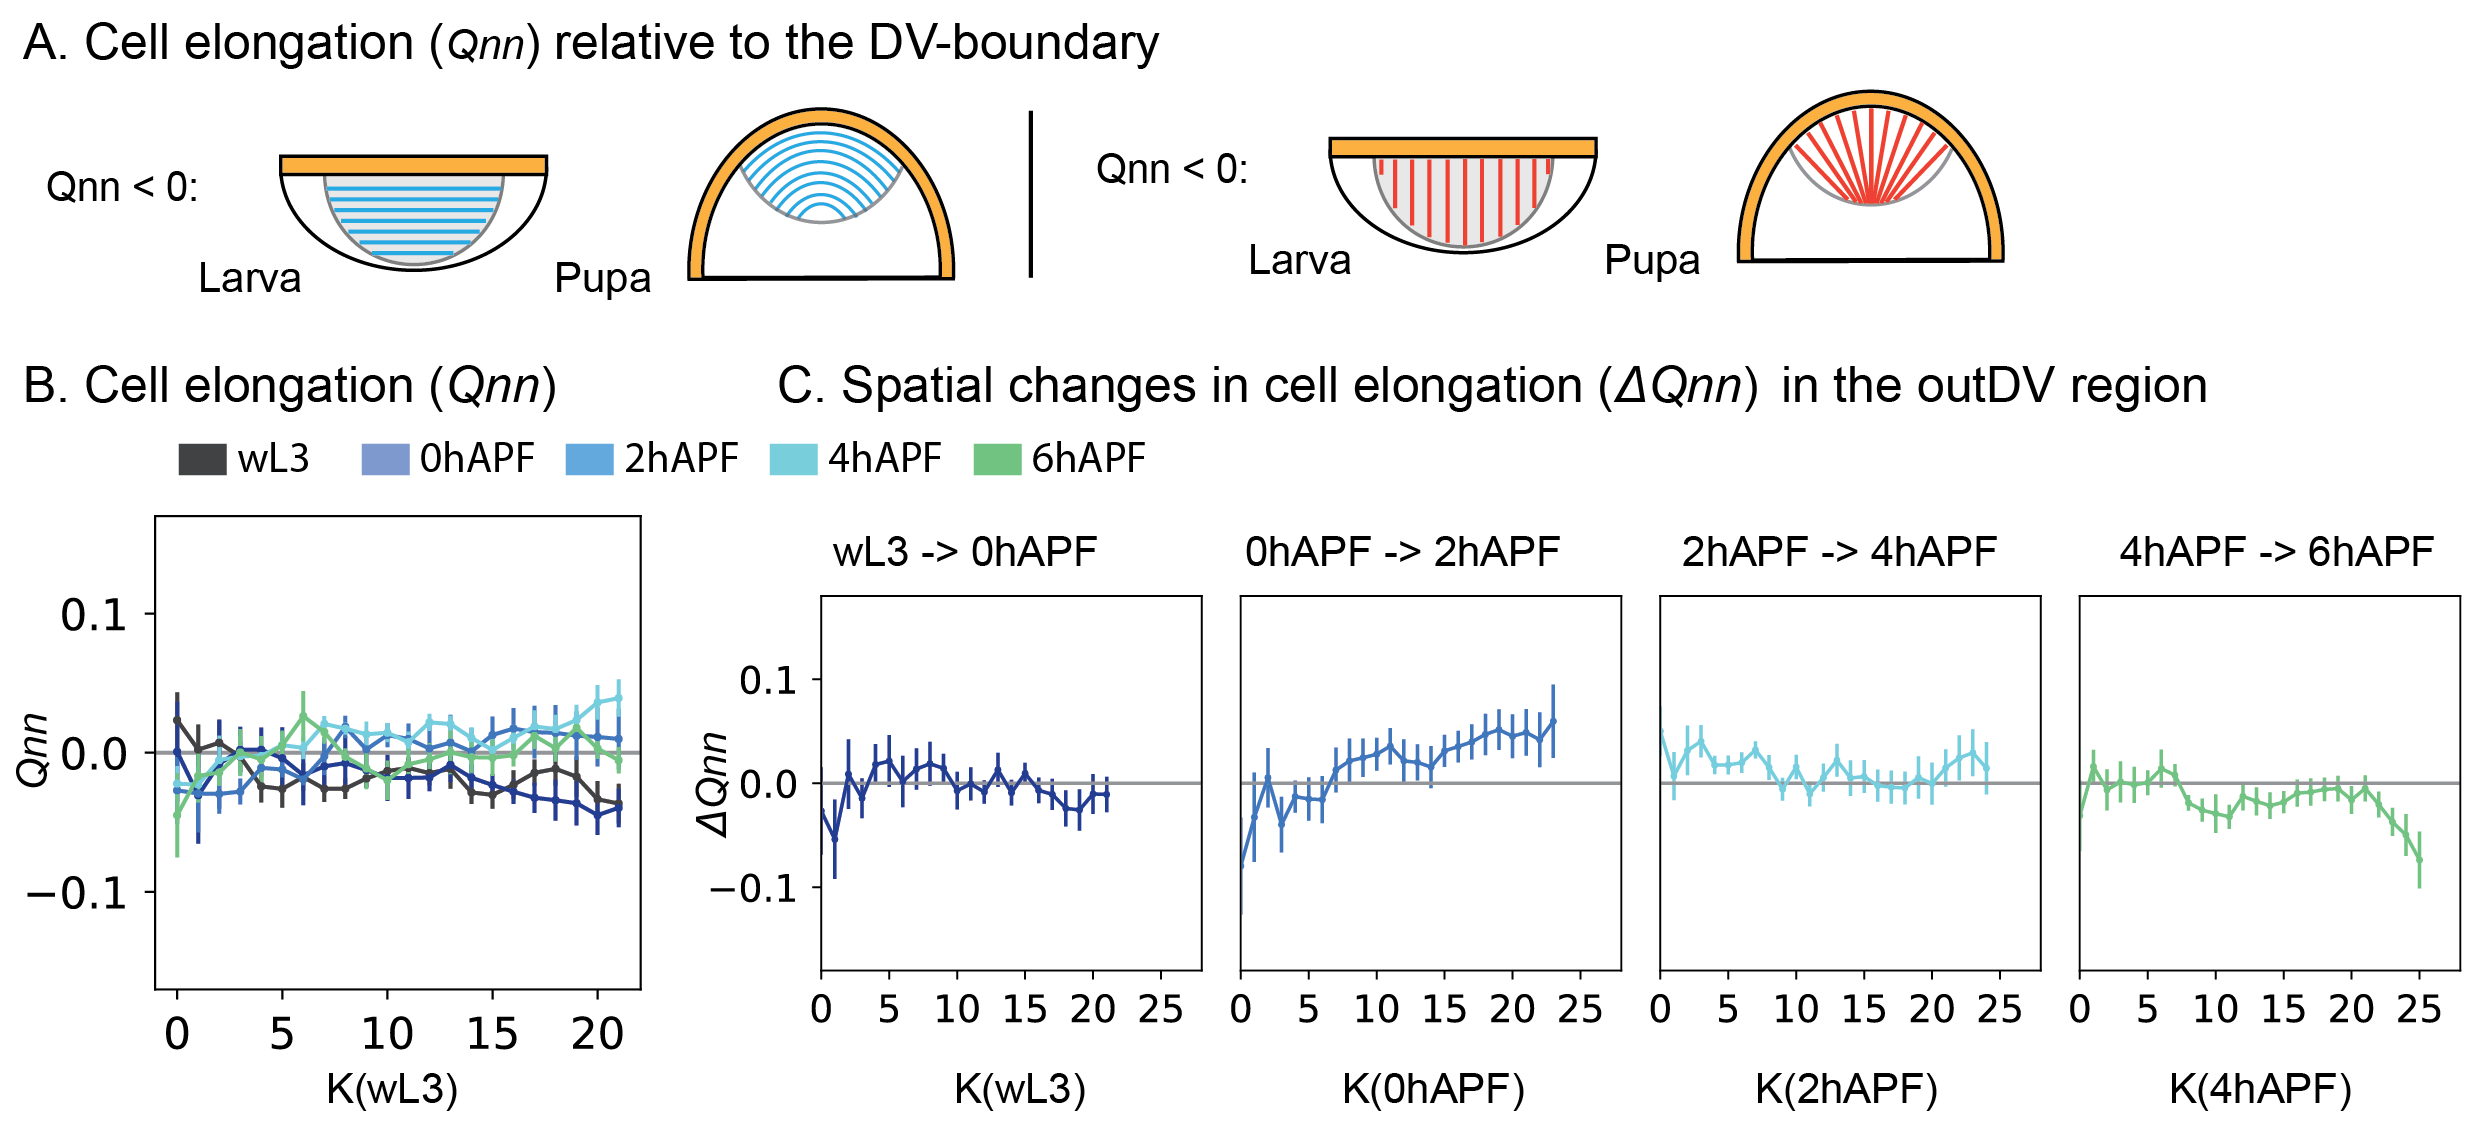 A. Cell elongation (Qnn) relative to the DV-boundary
Qnn < 0:
Larva
Pupa
Qnn < 0:
Larva
Pupa
B. Cell elongation (Qnn)
C. Spatial changes in cell elongation (ΔQnn) in the outDV region
wL3 0hAPF 2hAPF 4hAPF 6hAPF
Qnn
0.1
0.0
−0.1
0 5 10 15 20
K(wL3)
ΔQnn
0.1
0.0
−0.1
wL3 -> 0hAPF
0 5 10 15 20 25
K(wL3)
0hAPF -> 2hAPF
0 5 10 15 20 25
K(0hAPF)
2hAPF -> 4hAPF
0 5 10 15 20 25
K(2hAPF)
4hAPF -> 6hAPF
0 5 10 15 20 25
K(4hAPF)